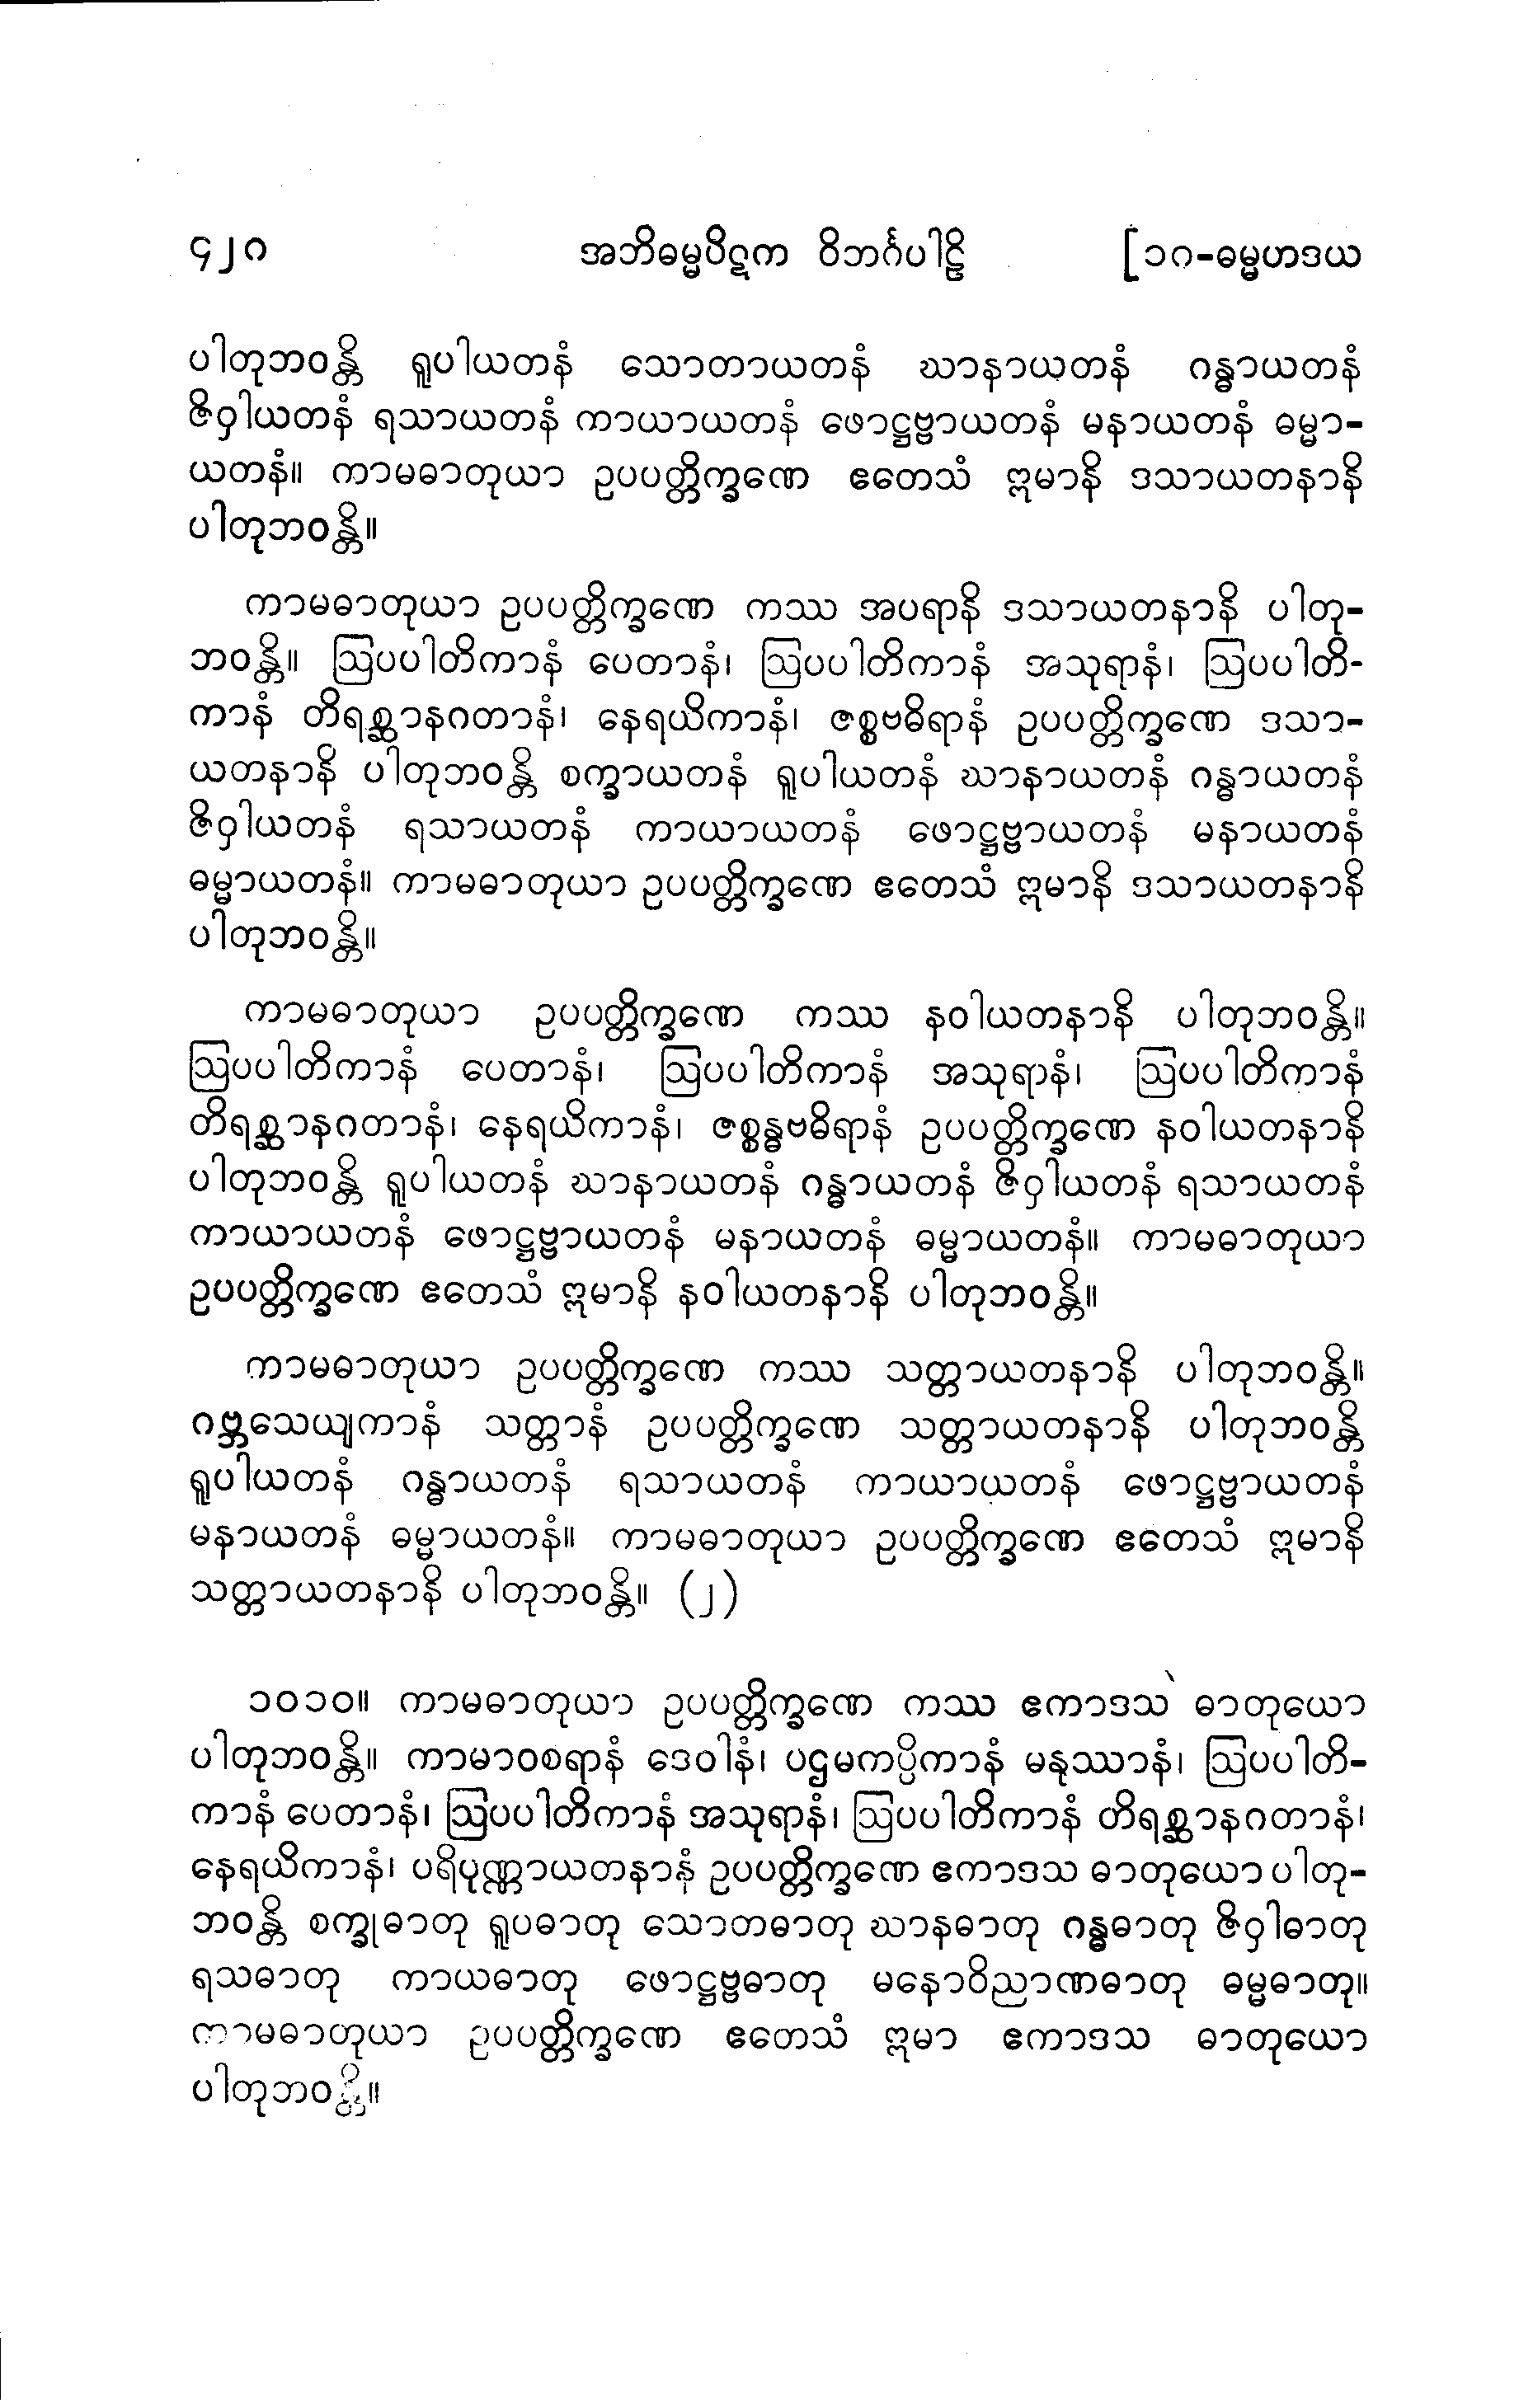 ၄၂၈ အဘိဓမ္မပိဋက ဝိဘင်္ဂပါဠိ [၁၈-ဓမ္မဟဒယ
ပါတုဘဝန္တိ ရူပါယတနံ သောတာယတနံ ဃာနာယတနံ ဂန္ဓာယတနံ
ဇိဝှါယတနံ ရသာယတနံ ကာယာယတနံ ဖောဋ္ဌဗ္ဗာယတနံ မနာယတနံ ဓမ္မာ-
ယတနံ။ ကာမဓာတုယာ ဥပပတ္တိက္ခဏေ ဧတေသံ ဣမာနိ ဒသာယတနာနိ
ပါတုဘဝန္တိ။
ကာမဓာတုယာ ဥပပတ္တိက္ခဏေ ကဿ အပရာနိ ဒသာယတနာနိ ပါတု-
ဘဝန္တိ။ ဩပပါတိကာနံ ပေတာနံ၊ ဩပပါတိကာနံ အသုရာနံ၊ ဩပပါတိ-
ကာနံ တိရစ္ဆာနဂတာနံ၊ နေရယိကာနံ၊ ဇစ္စဗဓိရာနံ ဥပပတ္တိက္ခဏေ ဒသာ-
ယတနာနိ ပါတုဘဝန္တိ စက္ခာယတနံ ရူပါယတနံ ဃာနာယတနံ ဂန္ဓာယတနံ
ဇိဝှါယတနံ ရသာယတနံ ကာယာယတနံ ဖောဋ္ဌဗ္ဗာယတနံ မနာယတနံ
ဓမ္မာယတနံ။ ကာမဓာတုယာ ဥပပတ္တိက္ခဏေ ဧတေသံ ဣမာနိ ဒသာယတနာနိ
ပါတုဘဝန္တိ။
ကာမဓာတုယာ ဥပပတ္တိက္ခဏေ ကဿ နဝါယတနာနိ ပါတုဘဝန္တိ။
ဩပပါတိကာနံ ပေတာနံ၊ ဩပပါတိကာနံ အသုရာနံ၊ ဩပပါတိကာနံ
တိရစ္ဆာနဂတာနံ၊ နေရယိကာနံ၊ ဇစ္စန္ဓဗဓိရာနံ ဥပပတ္တိက္ခဏေ နဝါယတနာနိ
ပါတုဘဝန္တိ ရူပါယတနံ ဃာနာယတနံ ဂန္ဓာယတနံ ဇိဝှါယတနံ ရသာယတနံ
ကာယာယတနံ ဖောဋ္ဌဗ္ဗာယတနံ မနာယတနံ ဓမ္မာယတနံ။ ကာမဓာတုယာ
ဥပပတ္တိက္ခဏေ ဧတေသံ ဣမာနိ နဝါယတနာနိ ပါတုဘဝန္တိ။
ကာမဓာတုယာ ဥပပတ္တိက္ခဏေ ကဿ သတ္တာယတနာနိ ပါတုဘဝန္တိ။
ဂဗ္ဘသေယျကာနံ သတ္တာနံ ဥပပတ္တိက္ခဏေ သတ္တာယတနာနိ ပါတုဘဝန္တိ
ရူပါယတနံ ဂန္ဓာယတနံ ရသာယတနံ ကာယာယတနံ ဖောဋ္ဌဗ္ဗာယတနံ
မနာယတနံ ဓမ္မာယတနံ။ ကာမဓာတုယာ ဥပပတ္တိက္ခဏေ ဧတေသံ ဣမာနိ
သတ္တာယတနာနိ ပါတုဘဝန္တိ။ (၂)
၁၀၁၀။ ကာမဓာတုယာ ဥပပတ္တိက္ခဏေ ကဿ ဧကာဒသ ဓာတုယော
ပါတုဘဝန္တိ။ ကာမာဝစရာနံ ဒေဝါနံ၊ ပဌမကပ္ပိကာနံ မနုဿာနံ၊ ဩပပါတိ-
ကာနံ ပေတာနံ၊ ဩပပါတိကာနံ အသုရာနံ၊ ဩပပါတိကာနံ တိရစ္ဆာနဂတာနံ၊
နေရယိကာနံ၊ ပရိပုဏ္ဏာယတနာနံ ဥပပတ္တိက္ခဏေ ဧကာဒသ ဓာတုယော ပါတု-
ဘဝန္တိ စက္ခုဓာတု ရူပဓာတု သောတဓာတု ဃာနဓာတု ဂန္ဓဓာတု ဇိဝှါဓာတု
ရသဓာတု ကာယဓာတု ဖောဋ္ဌဗ္ဗဓာတု မနောဝိညာဏဓာတု ဓမ္မဓာတု။
ကာမဓာတုယာ ဥပပတ္တိက္ခဏေ ဧတေသံ ဣမာ ဧကာဒသ ဓာတုယော
ပါတုဘဝန္တိ။